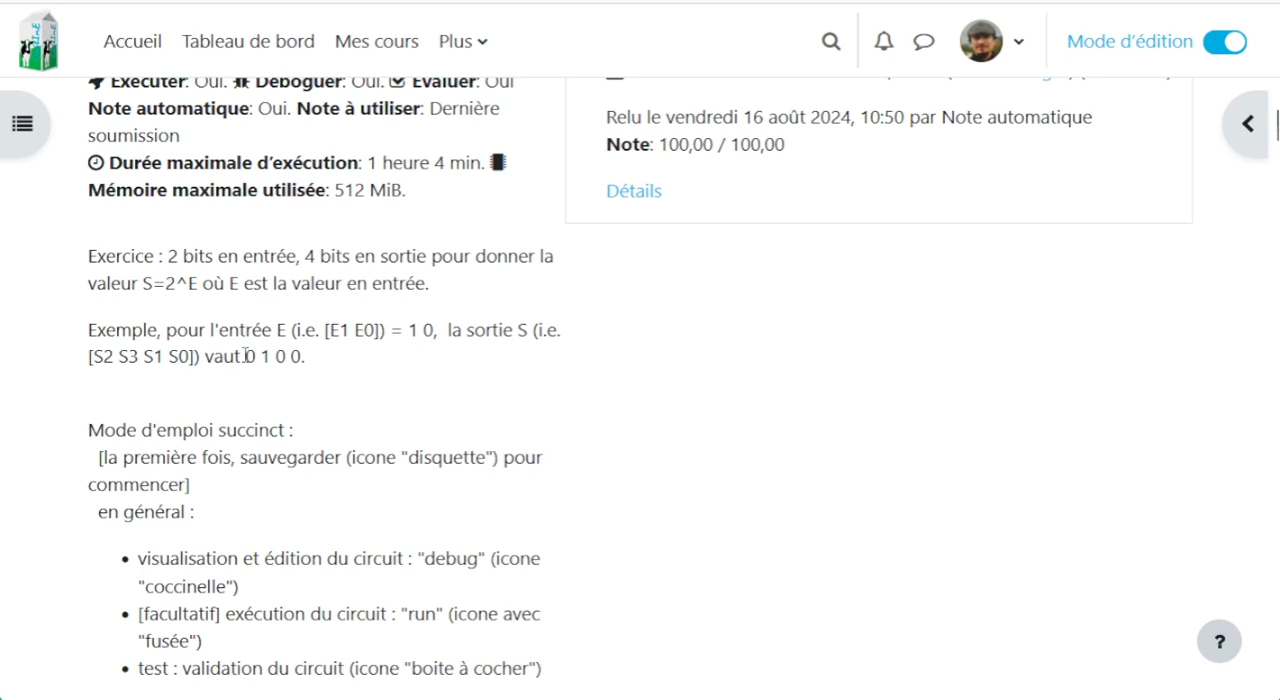 Accueil Tableau de bord Mes cours Plus Mode d'édition
Exécuter: Oui. Déboguer: Oui. Évaluer: Oui
Note automatique: Oui. Note à utiliser: Dernière
soumission
Durée maximale d'exécution: 1 heure 4 min.
Mémoire maximale utilisée: 512 MiB.
Relu le vendredi 16 août 2024, 10:50 par Note automatique
Note: 100,00 / 100,00
Détails
Exercice : 2 bits en entrée, 4 bits en sortie pour donner la
valeur S=2^E où E est la valeur en entrée.
Exemple, pour l'entrée E (i.e. [E1 E0]) = 1 0, la sortie S (i.e.
[S2 S3 S1 S0]) vaut 0 1 0 0.
Mode d'emploi succinct :
[la première fois, sauvegarder (icone "disquette") pour
commencer]
en général :
• visualisation et édition du circuit : "debug" (icone
"coccinelle")
• [facultatif] exécution du circuit : "run" (icone avec
"fusée")
• test : validation du circuit (icone "boite à cocher")
?